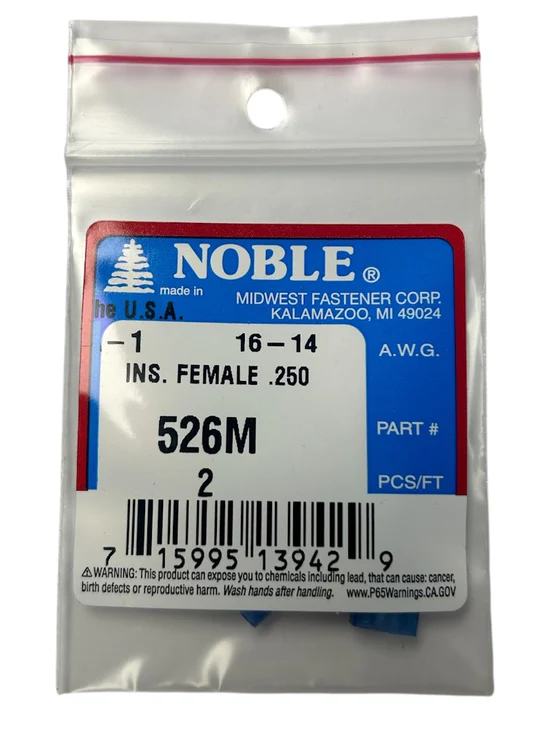 NOBLE®
made in
he U.S.A.
MIDWEST FASTENER CORP.
KALAMAZOO, MI 49024
-1 16-14 A.W.G.
INS. FEMALE .250
526M PART #
2 PCS/FT
7 15995 13942 9
⚠WARNING: This product can expose you to chemicals including lead, that can cause: cancer,
birth defects or reproductive harm. Wash hands after handling. www.P65Warnings.CA.GOV